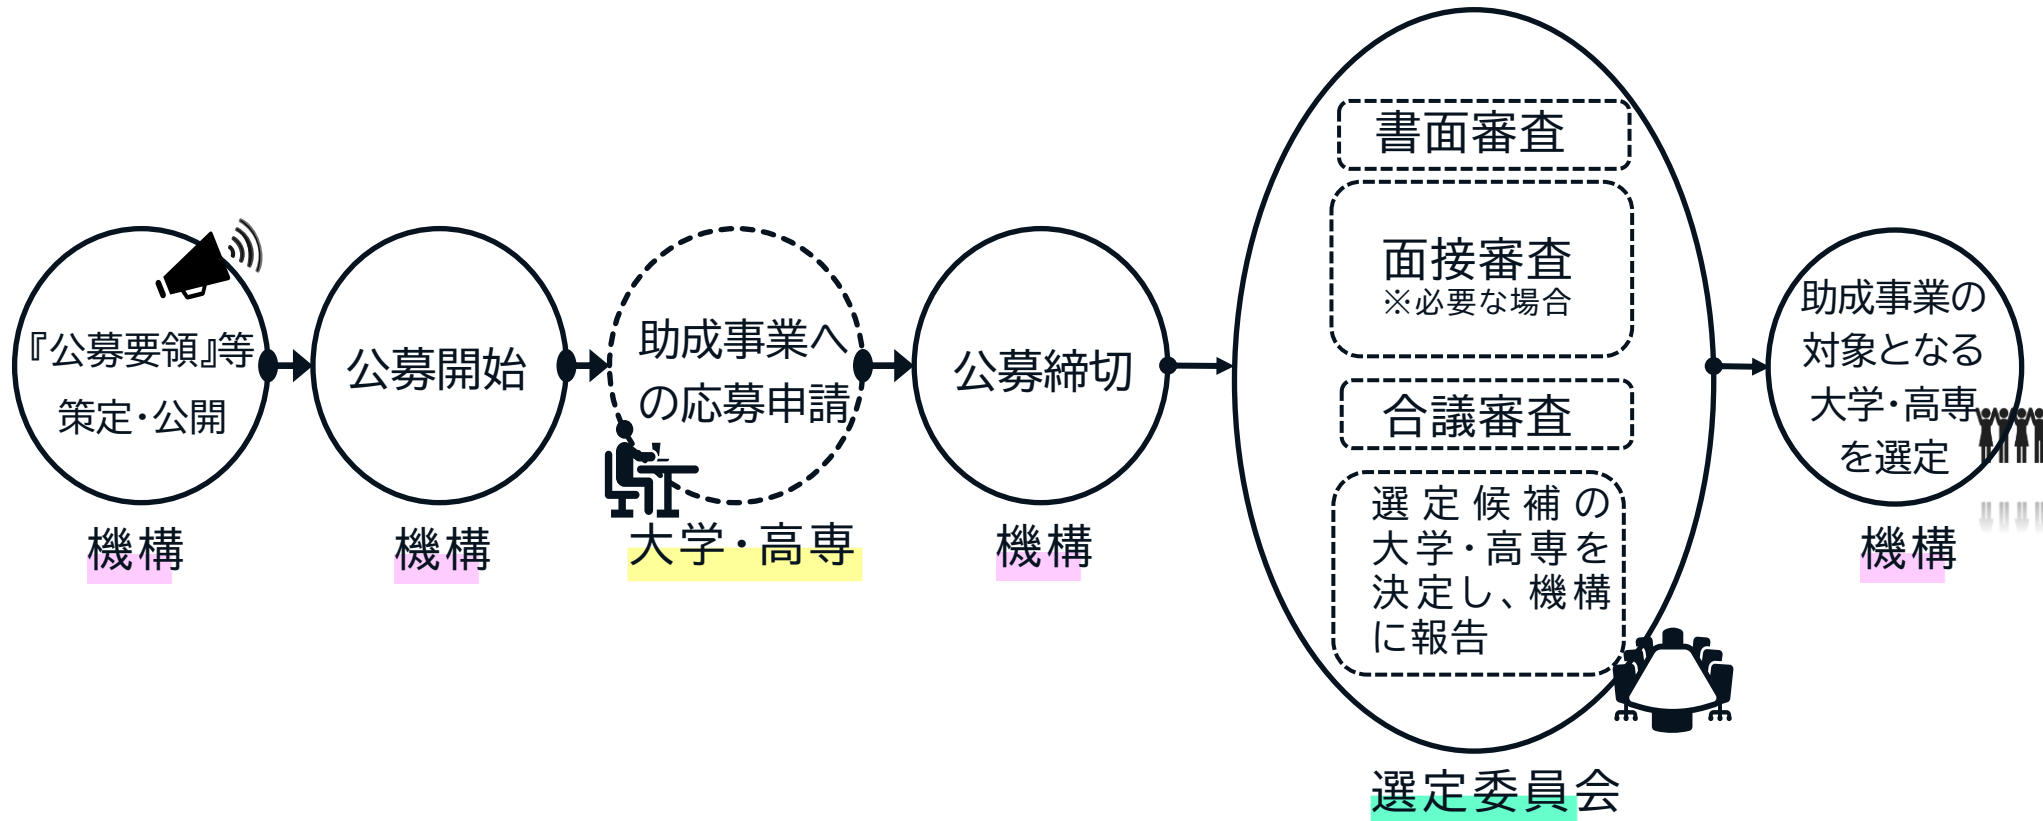 『公募要領』等
策定・公開
機構
公募開始
機構
助成事業へ
の応募申請
大学・高専
公募締切
機構
書面審査
面接審査
※必要な場合
合議審査
選定候補の
大学・高専を
決定し、機構
に報告
選定委員会
助成事業の
対象となる
大学・高専
を選定
機構